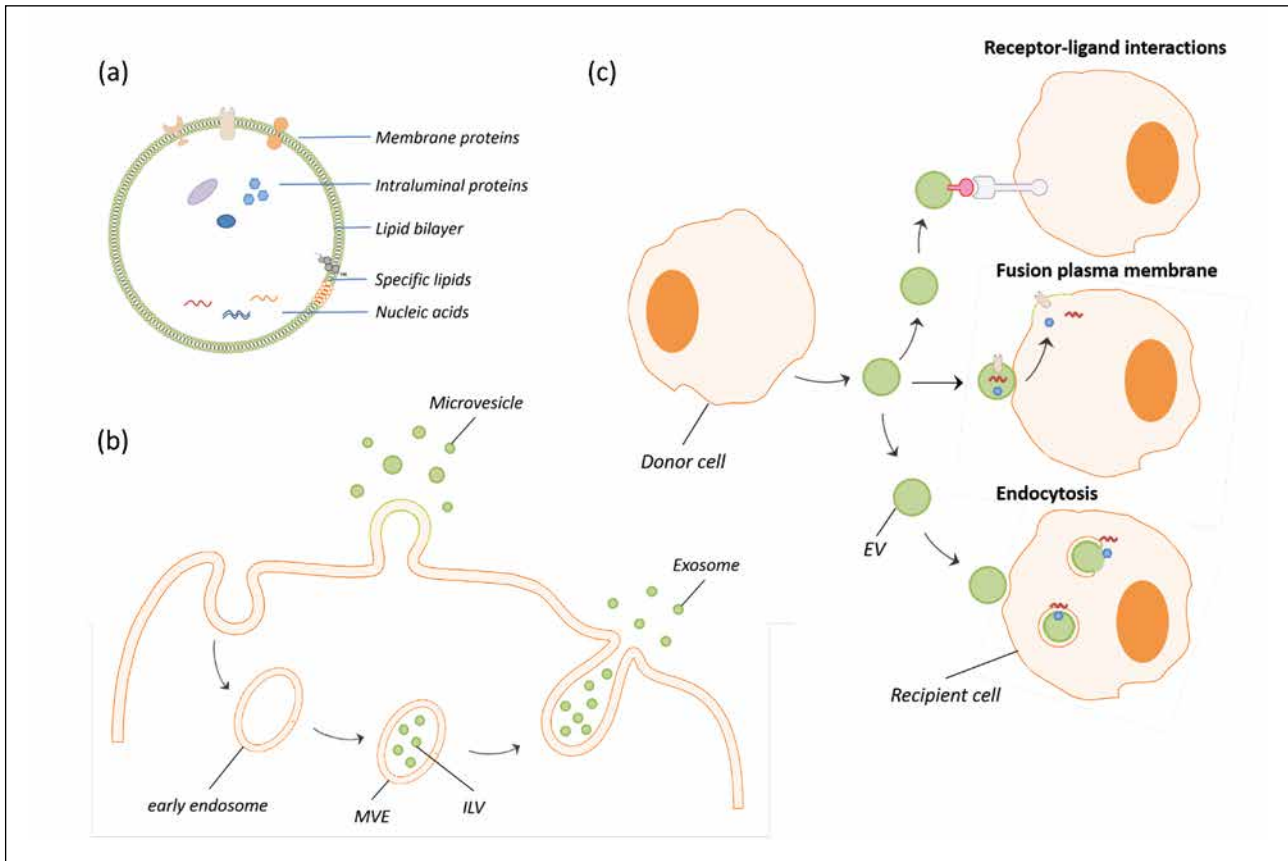 (a)
Membrane proteins
Intraluminal proteins
Lipid bilayer
Specific lipids
Nucleic acids
(b)
Microvesicle
Exosome
early endosome
MVE
ILV
(c)
Receptor-ligand interactions
Fusion plasma membrane
Donor cell
Endocytosis
EV
Recipient cell